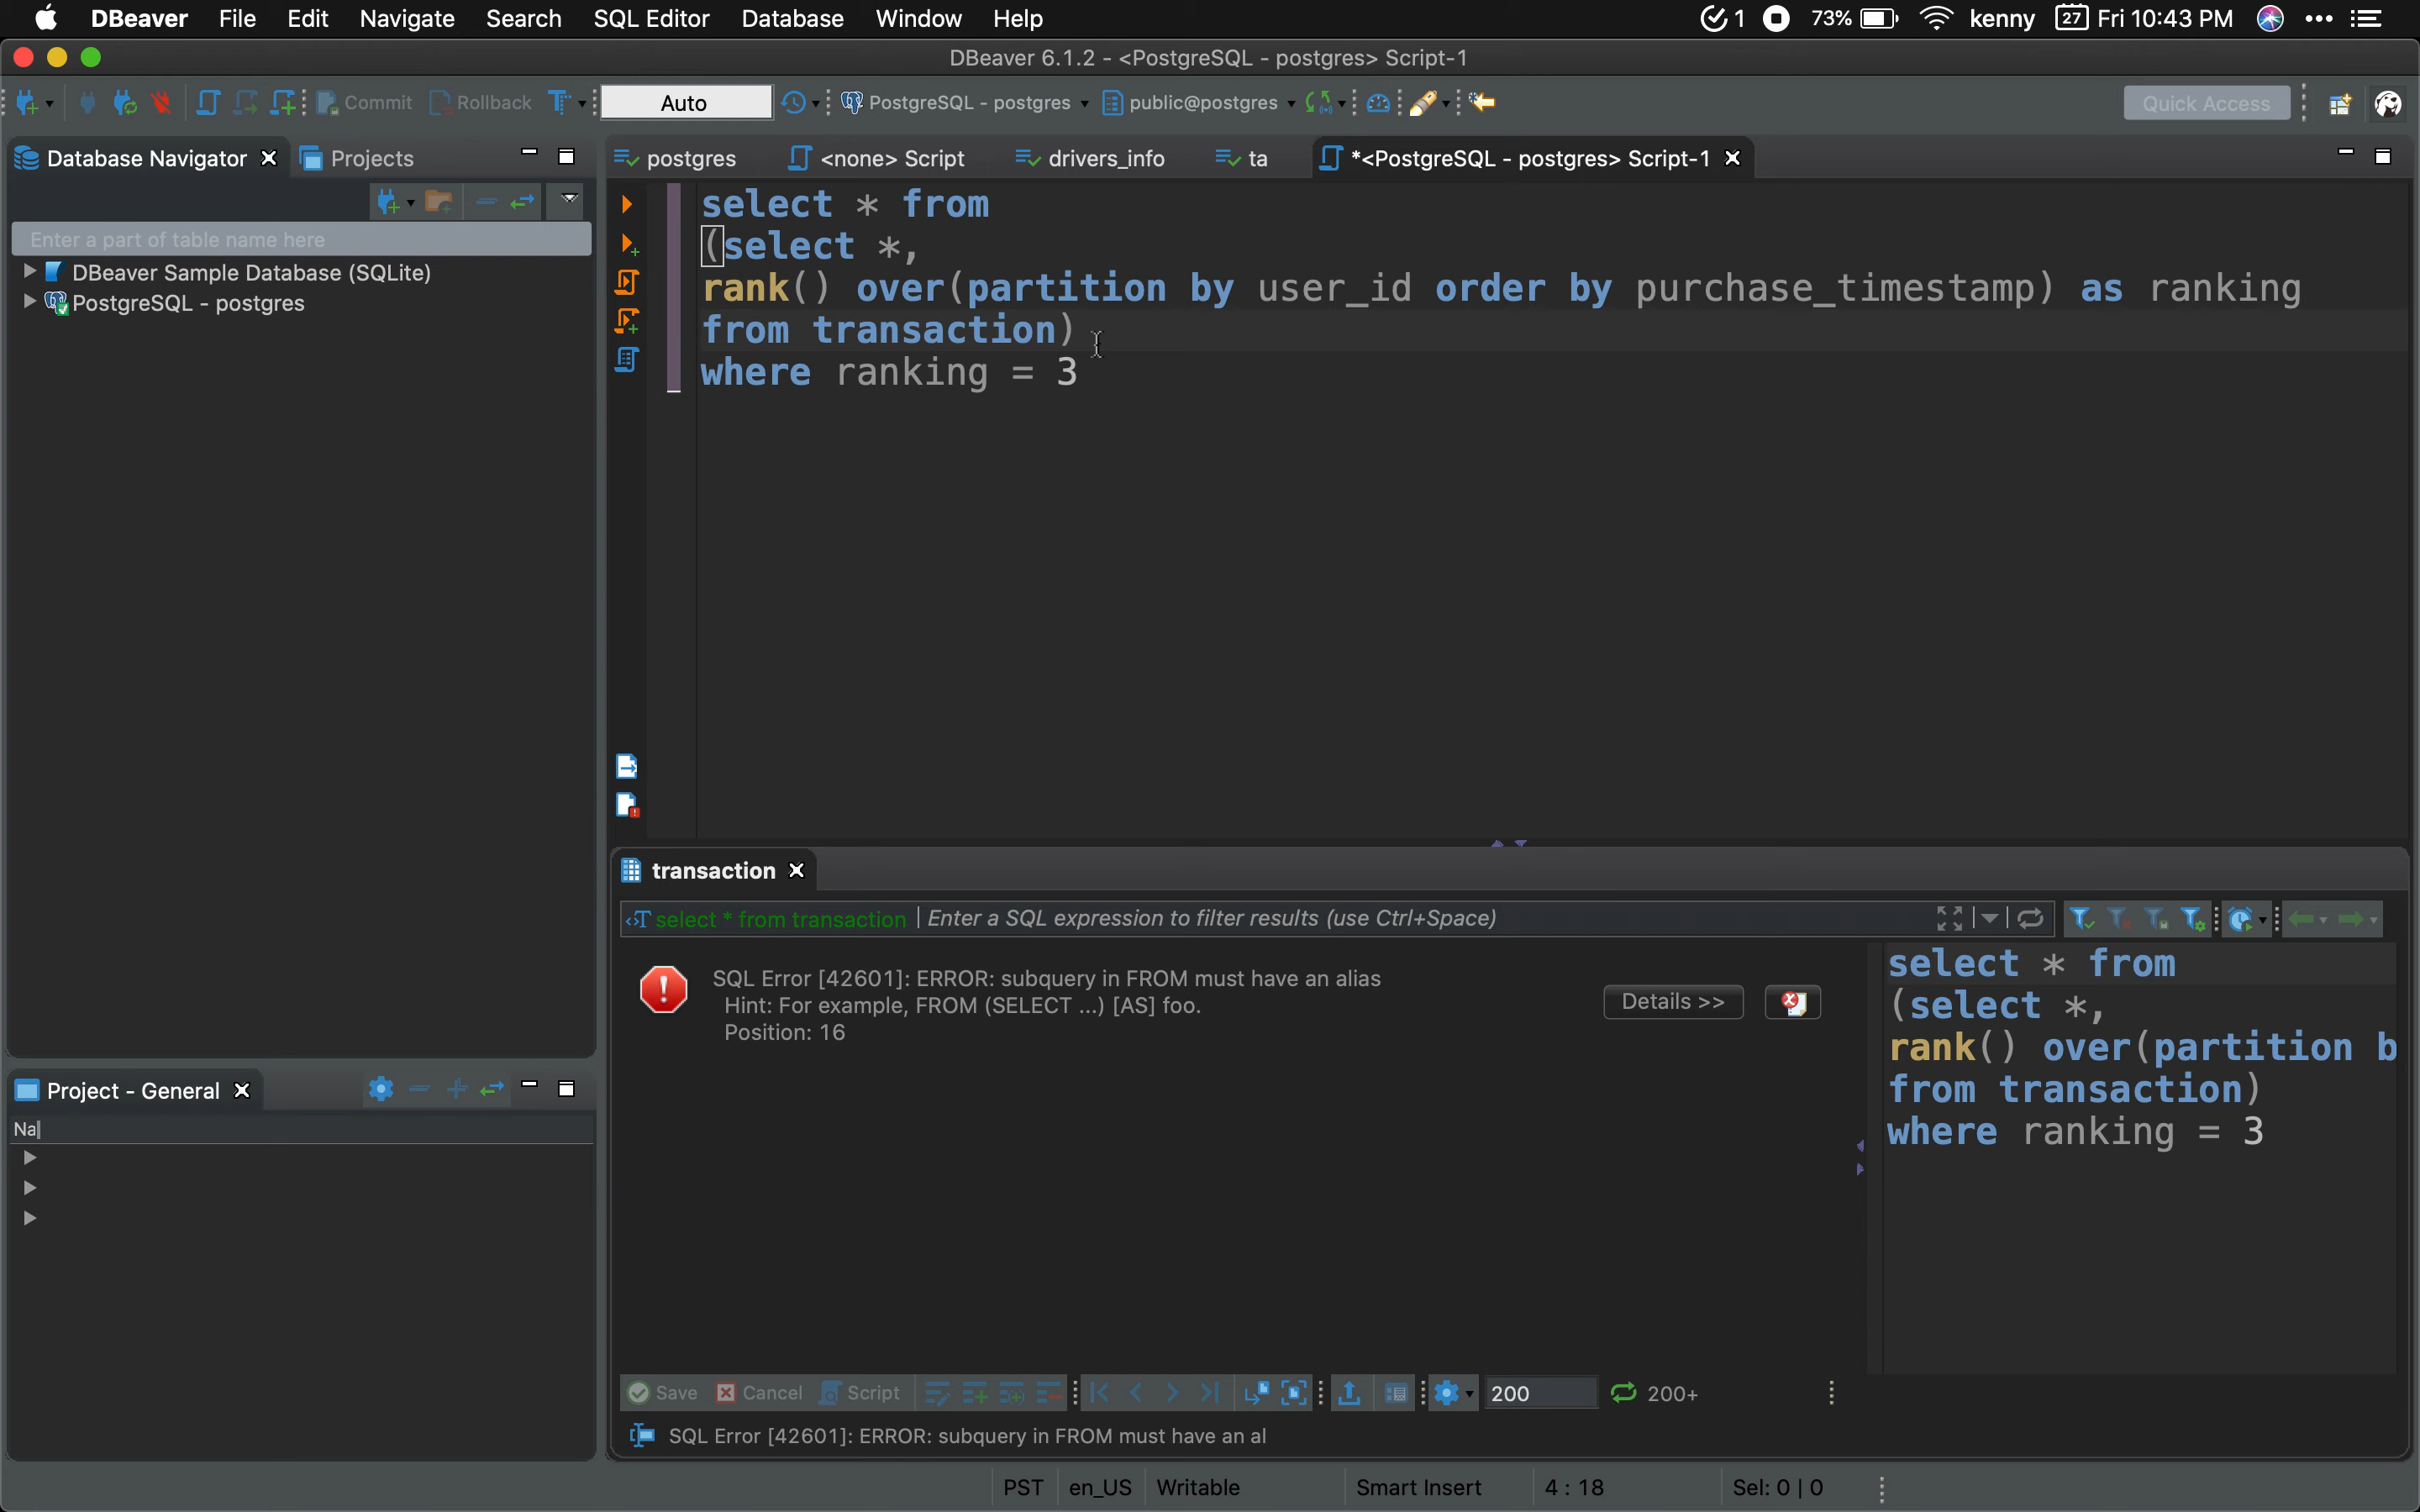 DBeaver File Edit Navigate Search SQL Editor Database Window Help 1 73% kenny 27 Fri 10:43 PM
DBeaver 6.1.2 - <PostgreSQL - postgres> Script-1
Commit Rollback Auto PostgreSQL - postgres public@postgres Quick Access
Database Navigator Projects
postgres <none> Script drivers_info ta *<PostgreSQL - postgres> Script-1
Enter a part of table name here
DBeaver Sample Database (SQLite)
PostgreSQL - postgres
select * from
(select *,
rank() over(partition by user_id order by purchase_timestamp) as ranking
from transaction)
where ranking = 3
transaction
select * from transaction Enter a SQL expression to filter results (use Ctrl+Space)
SQL Error [42601]: ERROR: subquery in FROM must have an alias
Hint: For example, FROM (SELECT ...) [AS] foo.
Position: 16
Details >>
select * from
(select *,
rank() over(partition b
from transaction)
where ranking = 3
Project - General
Na
Save Cancel Script 200 200+
SQL Error [42601]: ERROR: subquery in FROM must have an al
PST en_US Writable Smart Insert 4 : 18 Sel: 0 | 0